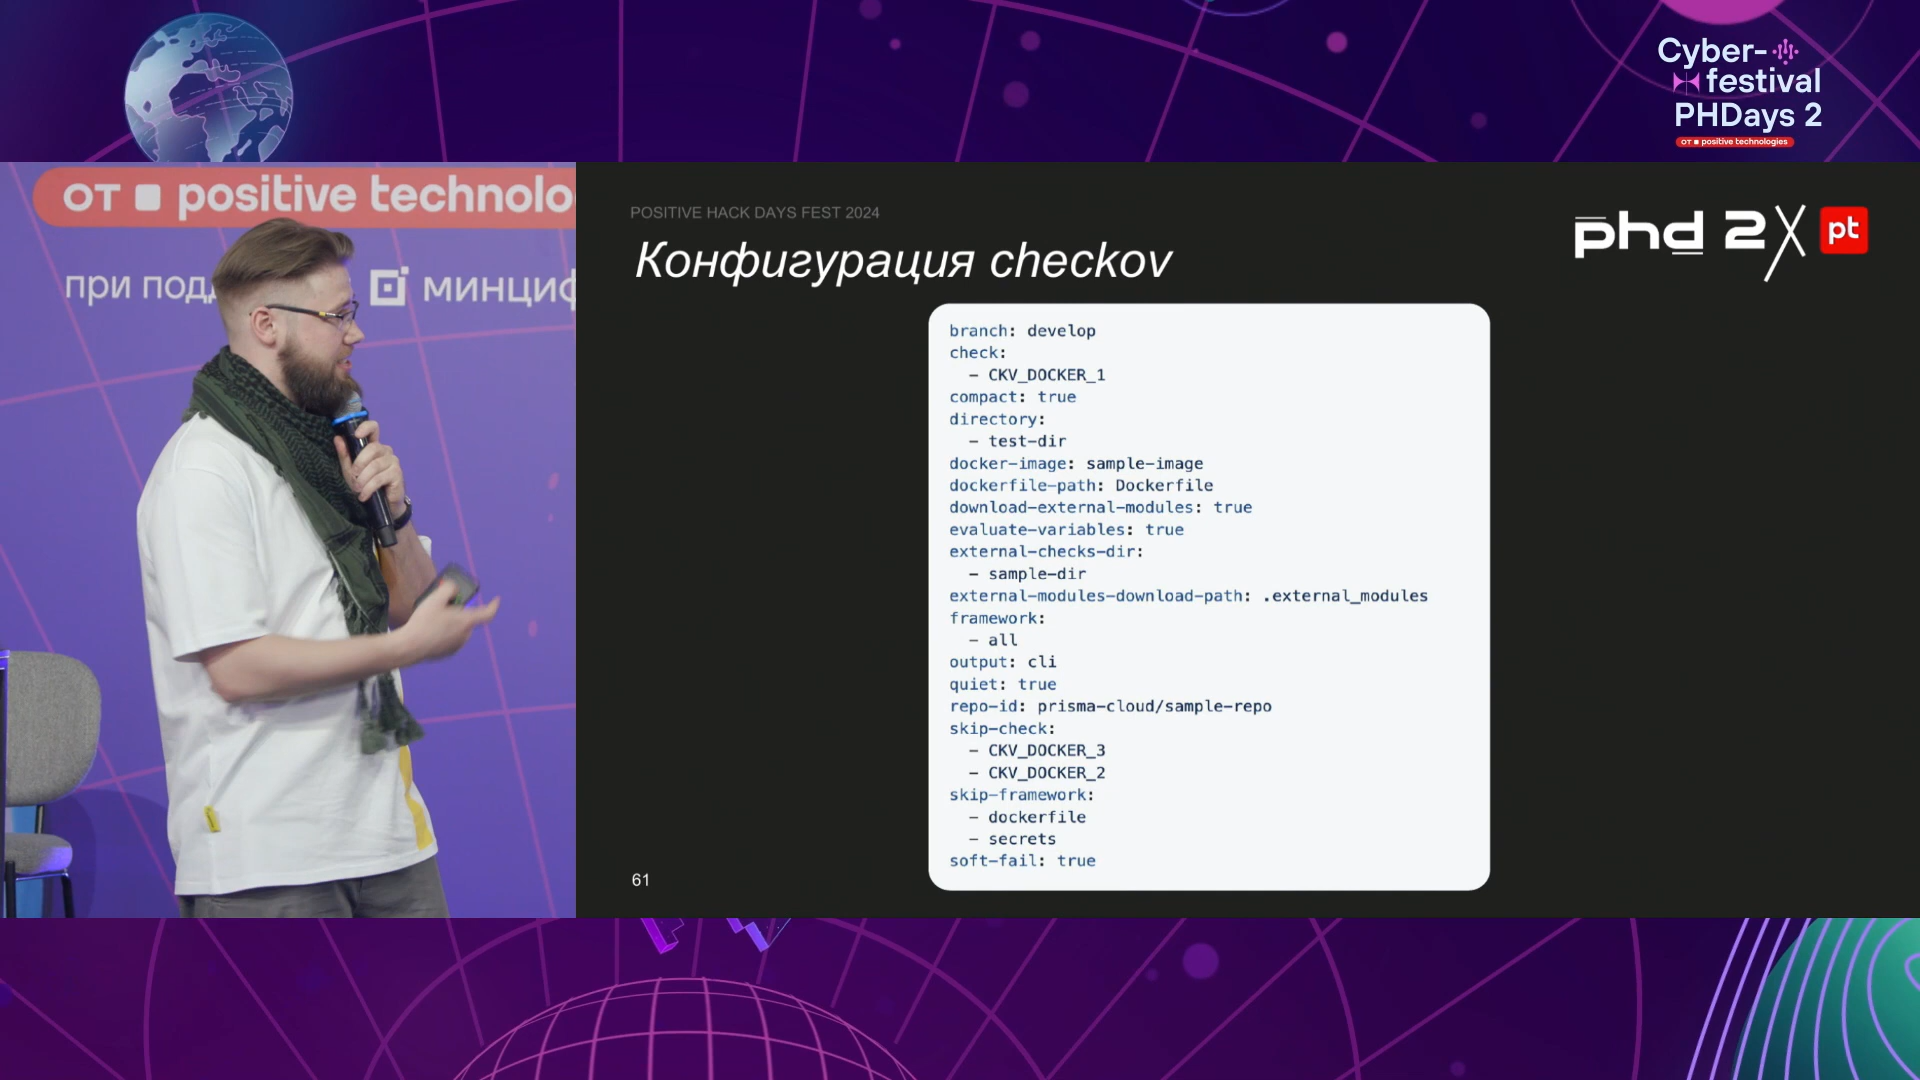 Cyber-
festival
PHDays 2
от positive technologies
от positive technolo
при под
МИНЦИФ
POSITIVE HACK DAYS FEST 2024
Конфигурация checkov
phd 2 pt
branch: develop
check:
  - CKV_DOCKER_1
compact: true
directory:
  - test-dir
docker-image: sample-image
dockerfile-path: Dockerfile
download-external-modules: true
evaluate-variables: true
external-checks-dir:
  - sample-dir
external-modules-download-path: .external_modules
framework:
  - all
output: cli
quiet: true
repo-id: prisma-cloud/sample-repo
skip-check:
  - CKV_DOCKER_3
  - CKV_DOCKER_2
skip-framework:
  - dockerfile
  - secrets
soft-fail: true
61